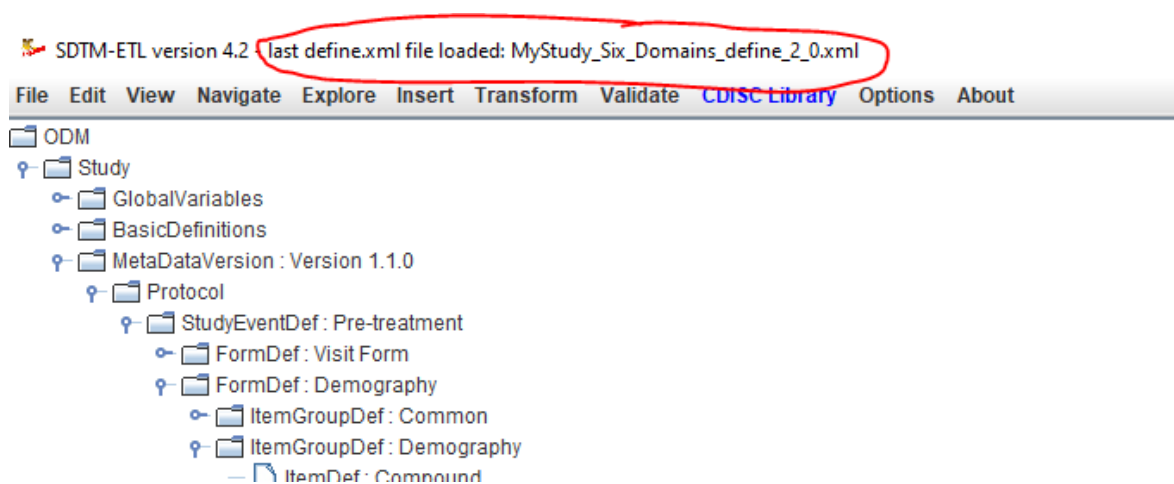 SDTM-ETL version 4.2 - last define.xml file loaded: MyStudy_Six_Domains_define_2_0.xml
File Edit View Navigate Explore Insert Transform Validate CDISC Library Options About
ODM
Study
GlobalVariables
BasicDefinitions
MetaDataVersion : Version 1.1.0
Protocol
StudyEventDef : Pre-treatment
FormDef : Visit Form
FormDef : Demography
ItemGroupDef : Common
ItemGroupDef : Demography
ItemDef : Compound